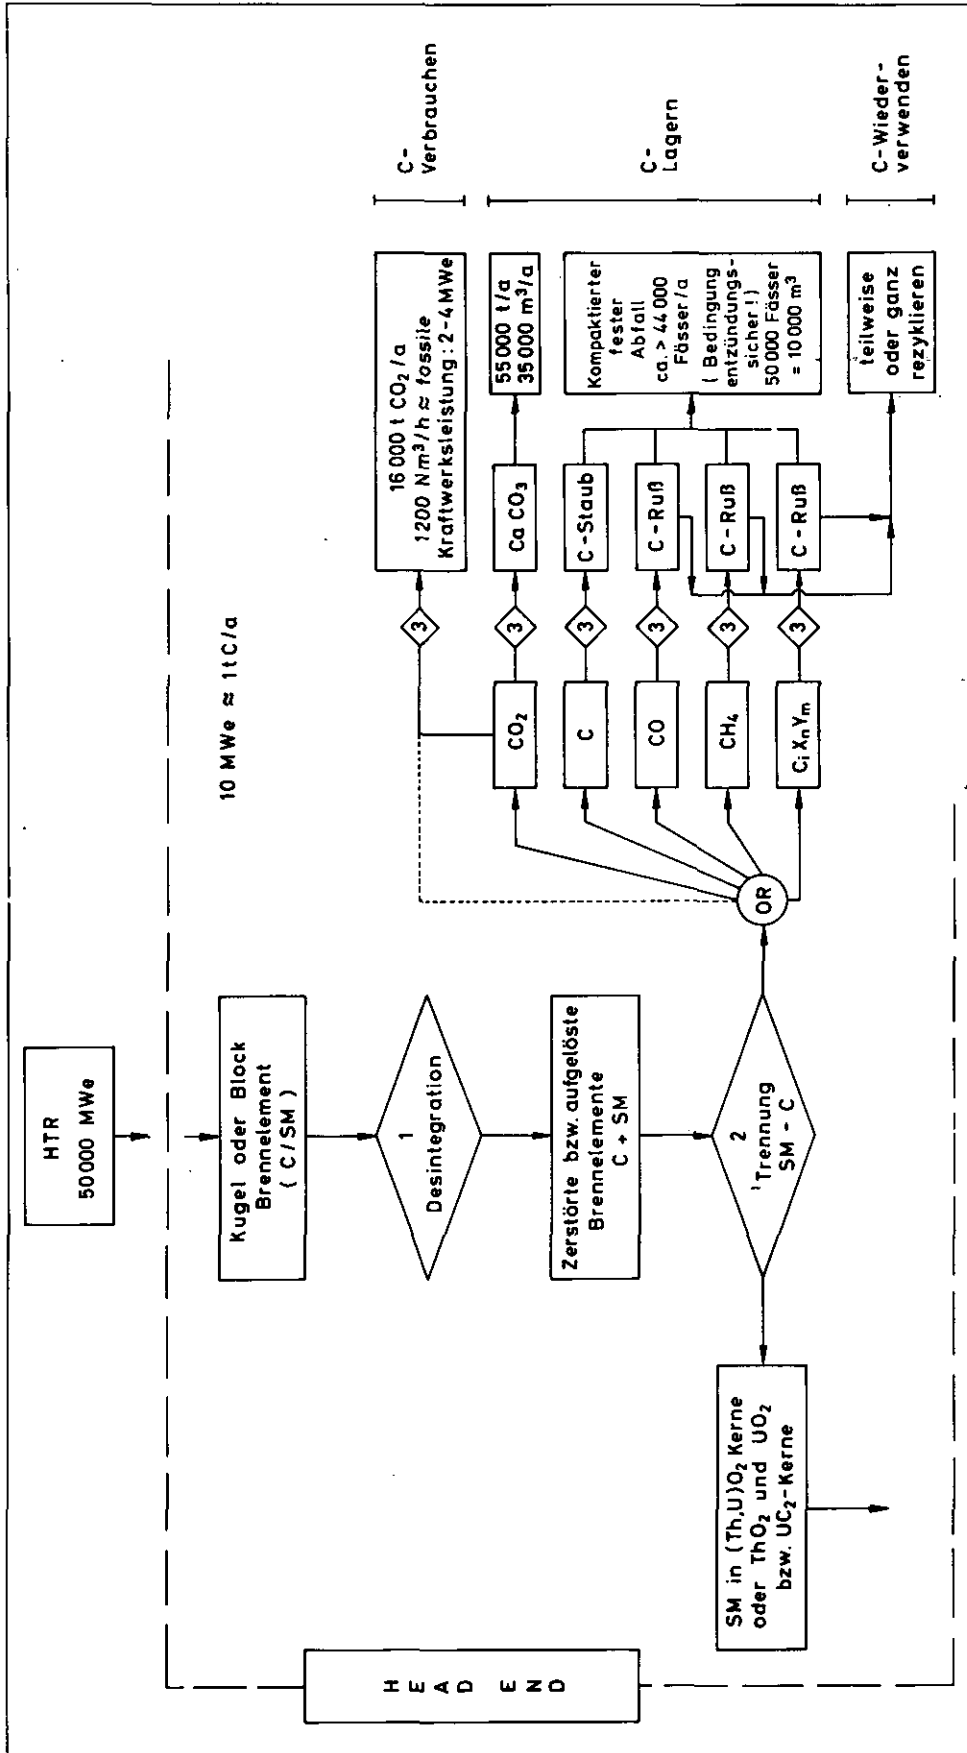 HTR
50000 MWe
HEAD END
10 MWe ≈ 1tC/a
Kugel oder Block
Brennelement
(C/SM)
1
Desintegration
Zerstörte bzw. aufgelöste
Brennelemente
C + SM
2
Trennung
SM - C
SM in (Th,U)O₂ Kerne
oder ThO₂ und UO₂
bzw. UC₂-Kerne
OR
CO₂
C
CO
CH₄
CᵢXₙYₘ
3
3
3
3
3
3
CaCO₃
C-Staub
C-Ruß
C-Ruß
C-Ruß
16000 t CO₂/a
1200 Nm³/h ≈ fossile
Kraftwerksleistung: 2-4 MWe
55000 t/a
35000 m³/a
Kompaktierter
fester
Abfall
ca. > 44000
Fässer/a
(Bedingung
entzündungs-
sicher!)
50000 Fässer
= 10000 m³
teilweise
oder ganz
rezyklieren
C-
Verbrauchen
C-
Lagern
C-Wieder-
verwenden